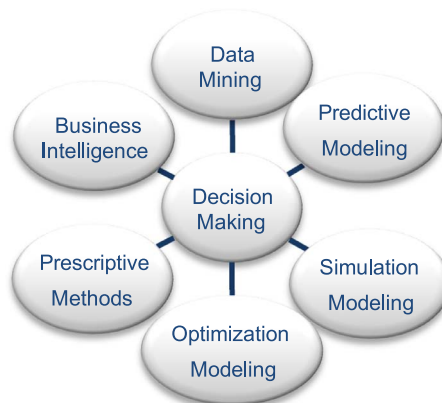 Data
Mining
Predictive
Modeling
Business
Intelligence
Decision
Making
Simulation
Modeling
Prescriptive
Methods
Optimization
Modeling